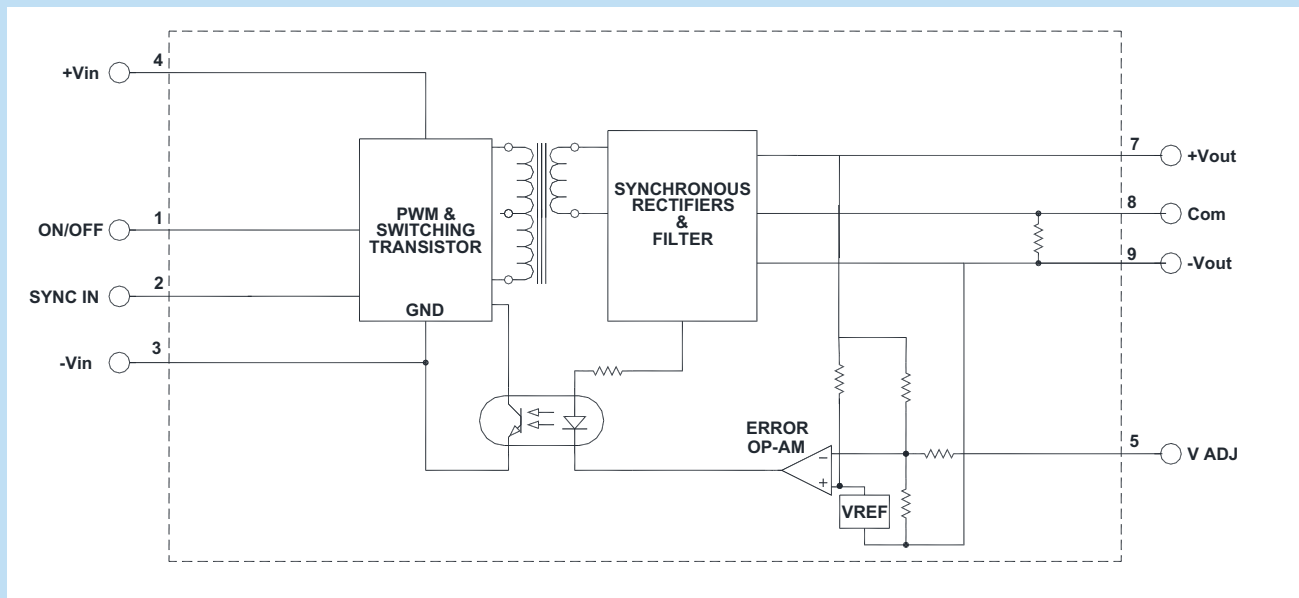 4
+Vin
7
+Vout
SYNCHRONOUS
RECTIFIERS
&
FILTER
PWM &
SWITCHING
TRANSISTOR
8
Com
1
ON/OFF
9
-Vout
2
SYNC IN
GND
3
-Vin
ERROR
OP-AM
−
+
5
V ADJ
VREF